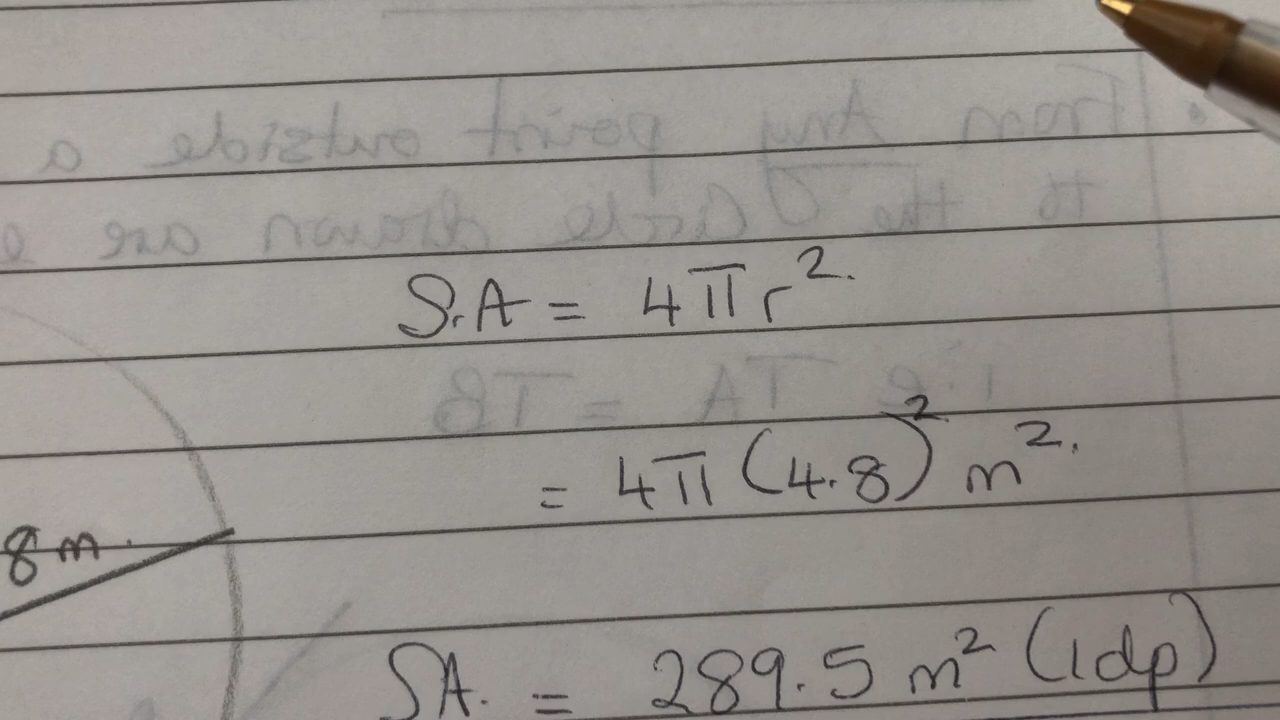 S.A = 4πr².
= 4π(4.8)² m².
8m.
SA. = 289.5 m² (1dp)